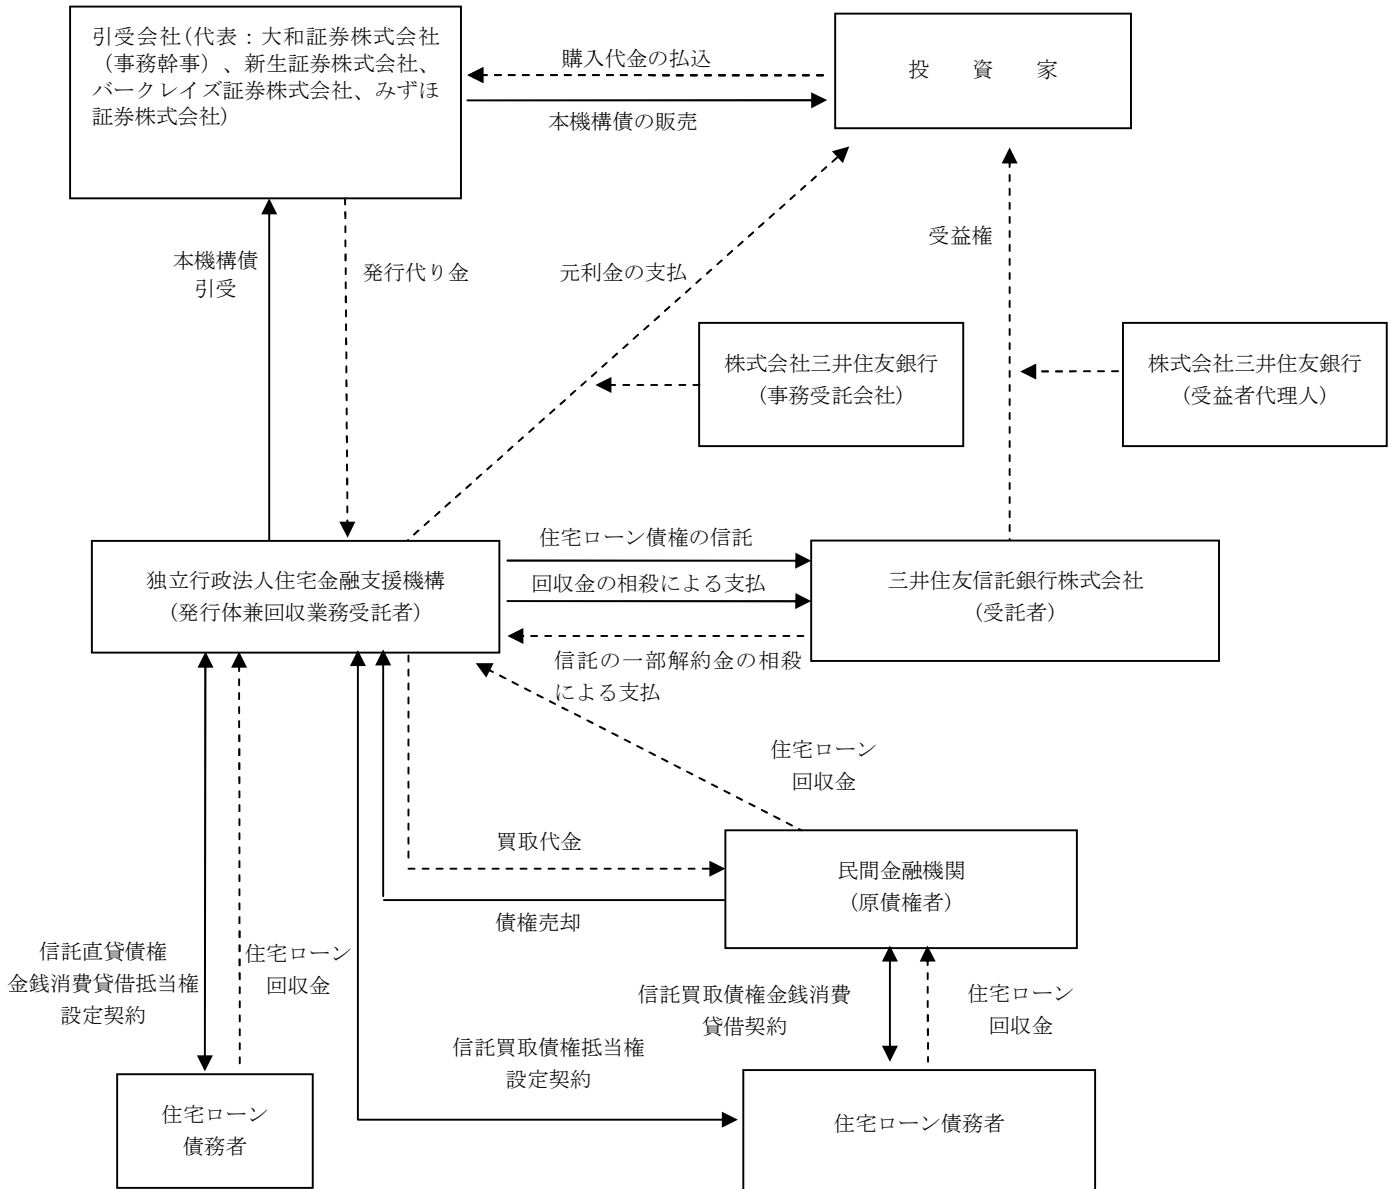 引受会社(代表：大和証券株式会社
（事務幹事）、新生証券株式会社、
バークレイズ証券株式会社、みずほ
証券株式会社)
購入代金の払込
本機構債の販売
投　資　家
本機構債
引受
発行代り金
元利金の支払
受益権
株式会社三井住友銀行
（事務受託会社）
株式会社三井住友銀行
（受益者代理人）
独立行政法人住宅金融支援機構
（発行体兼回収業務受託者）
住宅ローン債権の信託
回収金の相殺による支払
信託の一部解約金の相殺
による支払
三井住友信託銀行株式会社
（受託者）
住宅ローン
回収金
買取代金
債権売却
民間金融機関
（原債権者）
信託直貸債権
金銭消費貸借抵当権
設定契約
住宅ローン
回収金
信託買取債権金銭消費
貸借契約
住宅ローン
回収金
信託買取債権抵当権
設定契約
住宅ローン
債務者
住宅ローン債務者